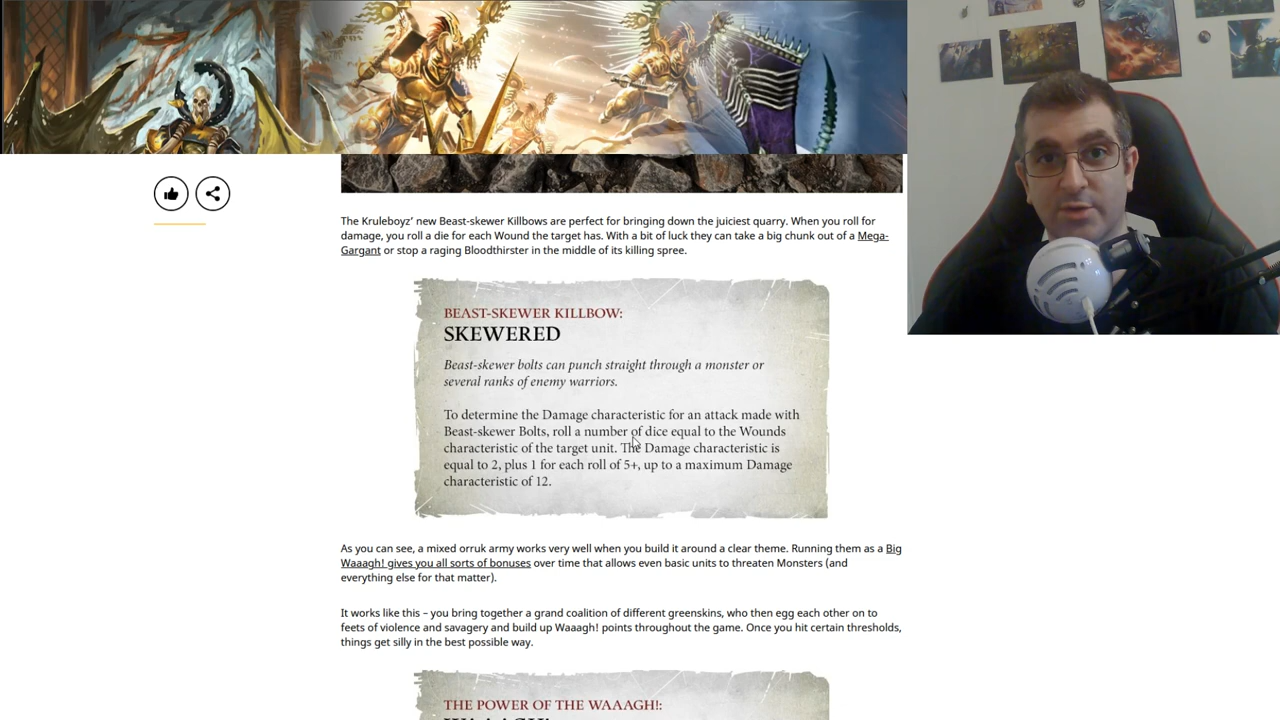 The Kruleboyz' new Beast-skewer Killbows are perfect for bringing down the juiciest quarry. When you roll for
damage, you roll a die for each Wound the target has. With a bit of luck they can take a big chunk out of a Mega-
Gargant or stop a raging Bloodthirster in the middle of its killing spree.
BEAST-SKEWER KILLBOW:
SKEWERED
Beast-skewer bolts can punch straight through a monster or
several ranks of enemy warriors.
To determine the Damage characteristic for an attack made with
Beast-skewer Bolts, roll a number of dice equal to the Wounds
characteristic of the target unit. The Damage characteristic is
equal to 2, plus 1 for each roll of 5+, up to a maximum Damage
characteristic of 12.
As you can see, a mixed orruk army works very well when you build it around a clear theme. Running them as a Big
Waaagh! gives you all sorts of bonuses over time that allows even basic units to threaten Monsters (and
everything else for that matter).
It works like this – you bring together a grand coalition of different greenskins, who then egg each other on to
feets of violence and savagery and build up Waaagh! points throughout the game. Once you hit certain thresholds,
things get silly in the best possible way.
THE POWER OF THE WAAAGH!: